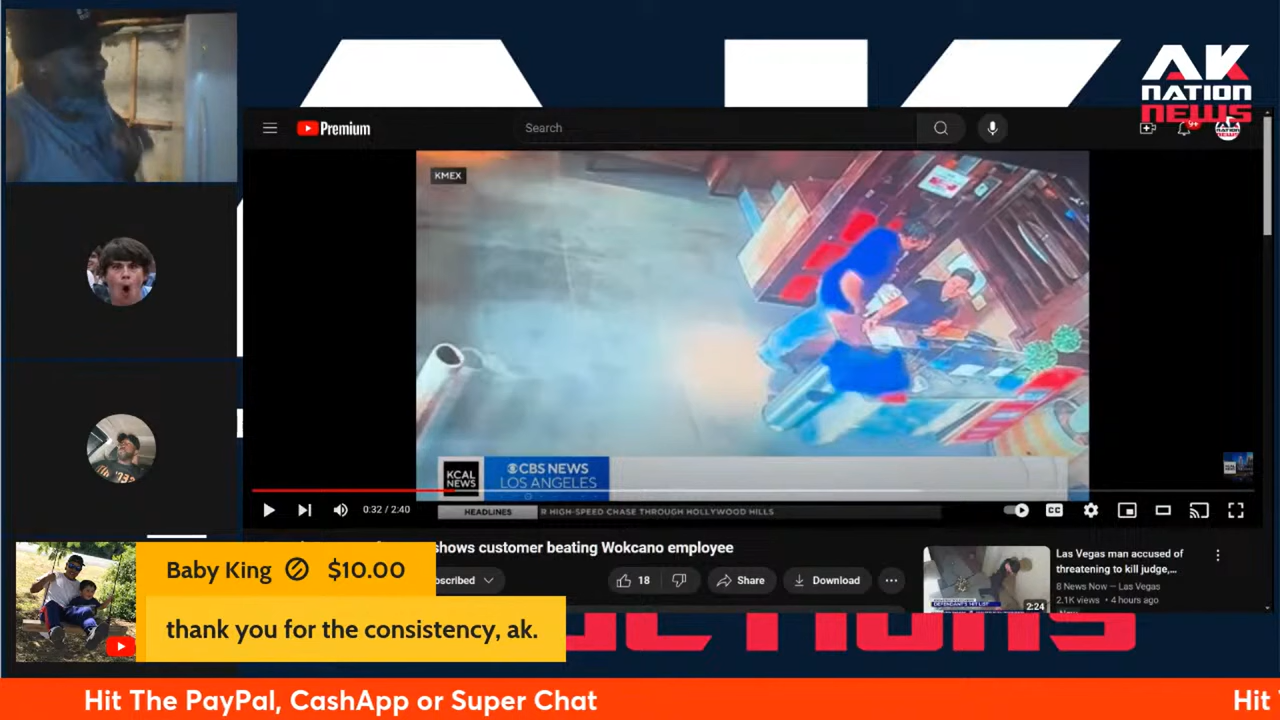 AK
NATION
NEWS
Premium
Search
9+
KMEX
KCAL
NEWS
CBS NEWS
LOS ANGELES
HEADLINES
R HIGH-SPEED CHASE THROUGH HOLLYWOOD HILLS
0:32 / 2:40
CC
shows customer beating Wokcano employee
scribed
18
Share
Download
Las Vegas man accused of
threatening to kill judge,...
8 News Now – Las Vegas
2.1K views • 4 hours ago
2:24
Baby King $10.00
thank you for the consistency, ak.
Hit The PayPal, CashApp or Super Chat
Hit